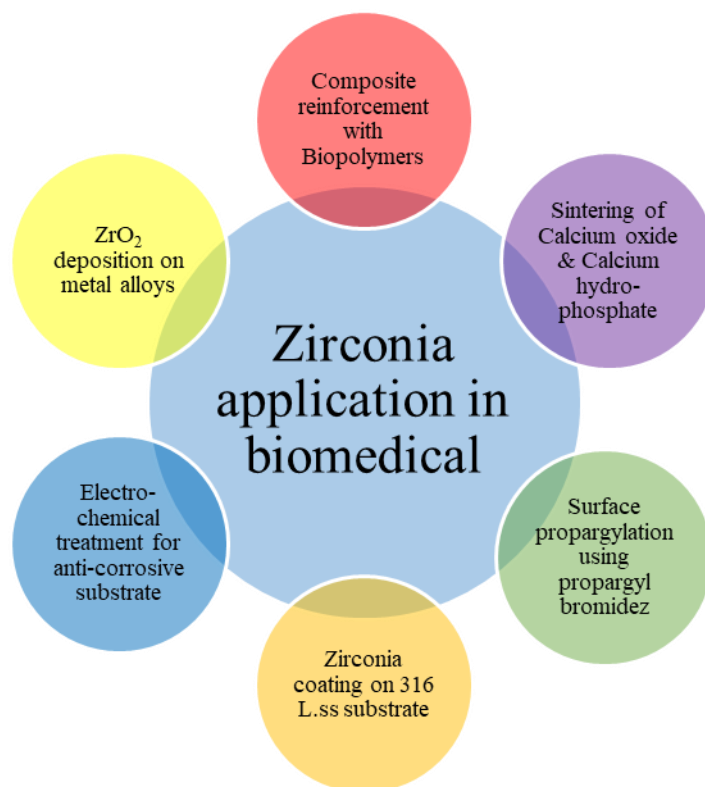 Composite
reinforcement
with
Biopolymers
Sintering of
Calcium oxide
& Calcium
hydro-
phosphate
Surface
propargylation
using
propargyl
bromidez
Zirconia
coating on 316
L.ss substrate
Electro-
chemical
treatment for
anti-corrosive
substrate
ZrO₂
deposition on
metal alloys
Zirconia
application in
biomedical